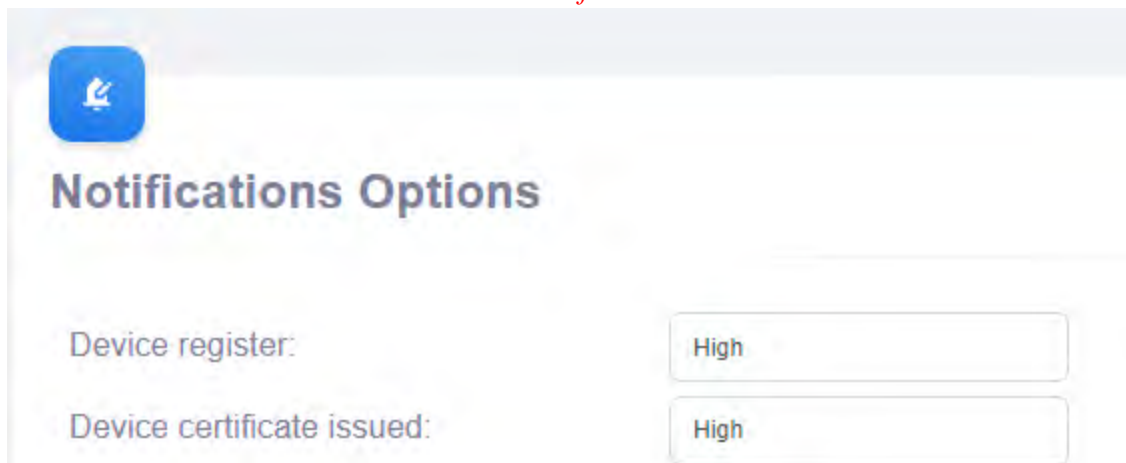 Notifications Options
Device register:
High
Device certificate issued:
High